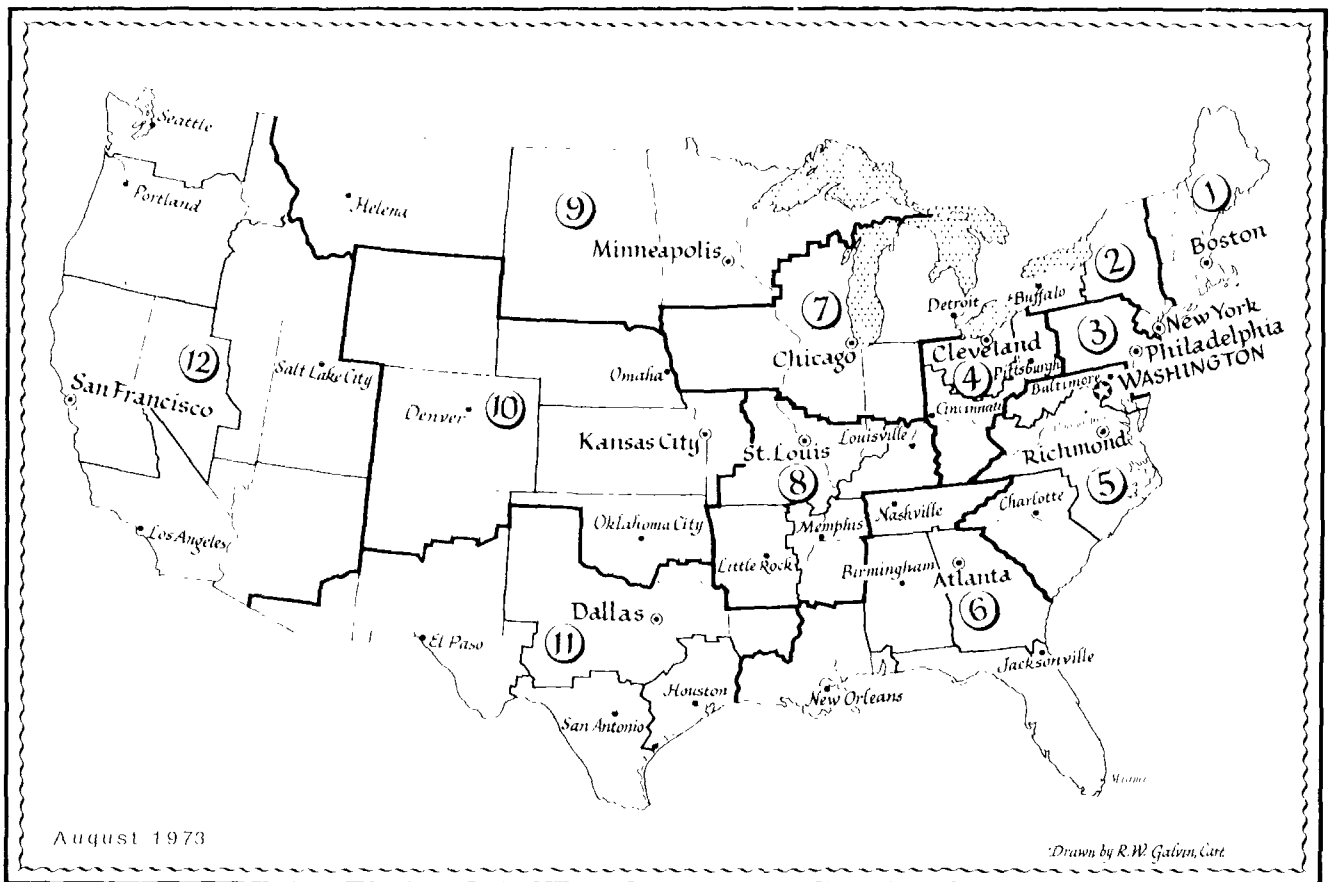 Seattle
Portland
Helena
9
Minneapolis
1
Boston
2
Buffalo
Detroit
7
Chicago
Cleveland
4
Pittsburgh
3
New York
Philadelphia
WASHINGTON
Baltimore
Cincinnati
12
San Francisco
Salt Lake City
Omaha
Denver
10
Kansas City
St. Louis
8
Louisville
Richmond
5
Charlotte
Nashville
Memphis
Los Angeles
Oklahoma City
Little Rock
Birmingham
Atlanta
6
Dallas
11
El Paso
Houston
San Antonio
New Orleans
Jacksonville
Miami
August 1973
Drawn by R.W. Galvin, Cart.